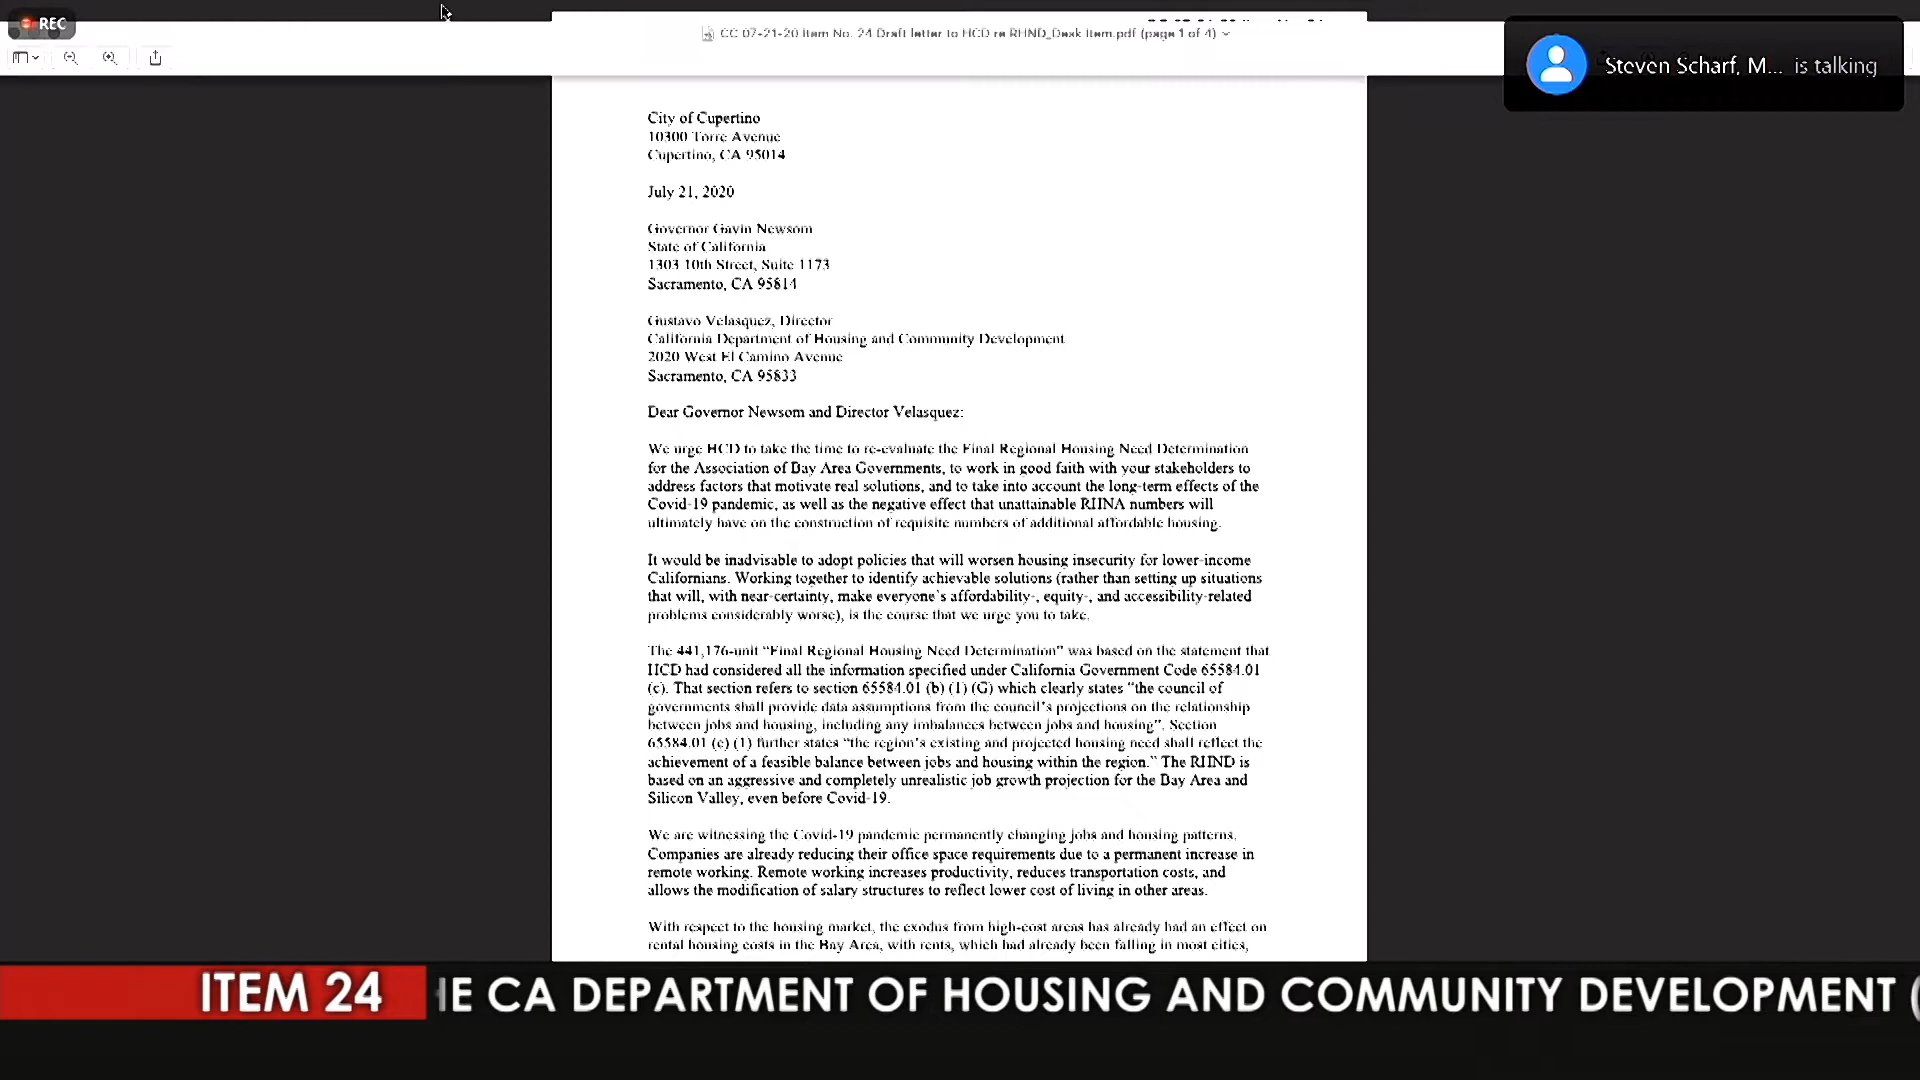 REC
CC 07-21-20 Item No. 24 Draft letter to HCD re RHND_Desk Item.pdf (page 1 of 4)
Steven Scharf, M... is talking
City of Cupertino
10300 Torre Avenue
Cupertino, CA 95014
July 21, 2020
Governor Gavin Newsom
State of California
1303 10th Street, Suite 1173
Sacramento, CA 95814
Gustavo Velasquez, Director
California Department of Housing and Community Development
2020 West El Camino Avenue
Sacramento, CA 95833
Dear Governor Newsom and Director Velasquez:
We urge HCD to take the time to re-evaluate the Final Regional Housing Need Determination
for the Association of Bay Area Governments, to work in good faith with your stakeholders to
address factors that motivate real solutions, and to take into account the long-term effects of the
Covid-19 pandemic, as well as the negative effect that unattainable RHNA numbers will
ultimately have on the construction of requisite numbers of additional affordable housing.
It would be inadvisable to adopt policies that will worsen housing insecurity for lower-income
Californians. Working together to identify achievable solutions (rather than setting up situations
that will, with near-certainty, make everyone's affordability-, equity-, and accessibility-related
problems considerably worse), is the course that we urge you to take.
The 441,176-unit “Final Regional Housing Need Determination” was based on the statement that
HCD had considered all the information specified under California Government Code 65584.01
(c). That section refers to section 65584.01 (b) (1) (G) which clearly states “the council of
governments shall provide data assumptions from the council's projections on the relationship
between jobs and housing, including any imbalances between jobs and housing”. Section
65584.01 (c) (1) further states “the region's existing and projected housing need shall reflect the
achievement of a feasible balance between jobs and housing within the region.” The RHND is
based on an aggressive and completely unrealistic job growth projection for the Bay Area and
Silicon Valley, even before Covid-19.
We are witnessing the Covid-19 pandemic permanently changing jobs and housing patterns.
Companies are already reducing their office space requirements due to a permanent increase in
remote working. Remote working increases productivity, reduces transportation costs, and
allows the modification of salary structures to reflect lower cost of living in other areas.
With respect to the housing market, the exodus from high-cost areas has already had an effect on
rental housing costs in the Bay Area, with rents, which had already been falling in most cities,
ITEM 24
HE CA DEPARTMENT OF HOUSING AND COMMUNITY DEVELOPMENT (